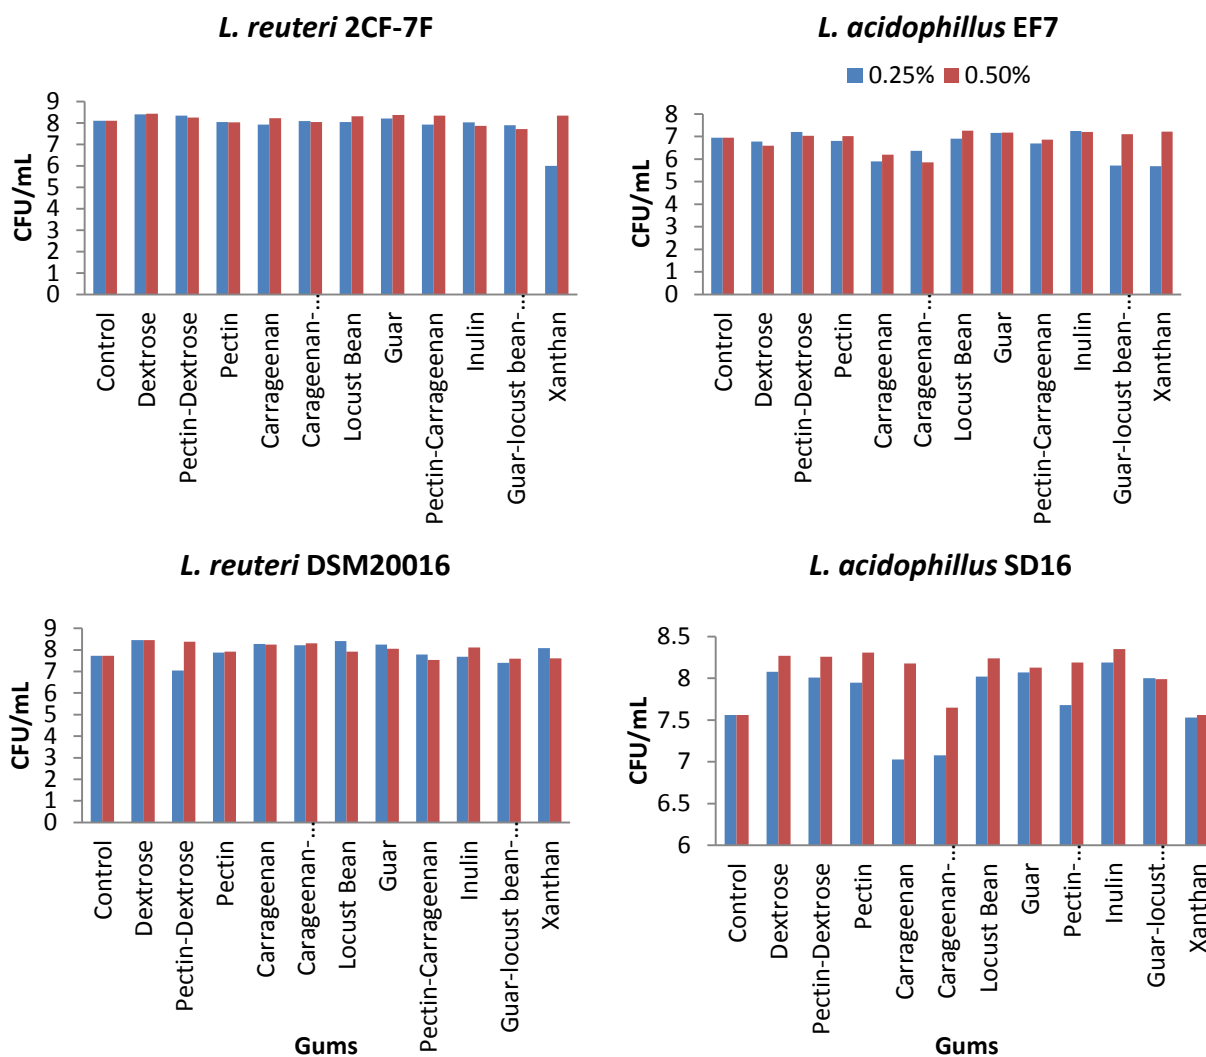 L. reuteri 2CF-7F
CFU/mL
9
8
7
6
5
4
3
2
1
0
Control
Dextrose
Pectin-Dextrose
Pectin
Carrageenan
Carageenan-...
Locust Bean
Guar
Pectin-Carrageenan
Inulin
Guar-locust bean-...
Xanthan
L. acidophillus EF7
0.25% 0.50%
CFU/mL
8
7
6
5
4
3
2
1
0
Control
Dextrose
Pectin-Dextrose
Pectin
Carrageenan
Carageenan-...
Locust Bean
Guar
Pectin-Carrageenan
Inulin
Guar-locust bean-...
Xanthan
L. reuteri DSM20016
CFU/mL
9
8
7
6
5
4
3
2
1
0
Control
Dextrose
Pectin-Dextrose
Pectin
Carrageenan
Carageenan-...
Locust Bean
Guar
Pectin-Carrageenan
Inulin
Guar-locust bean-...
Xanthan
Gums
L. acidophillus SD16
CFU/mL
8.5
8
7.5
7
6.5
6
Control
Dextrose
Pectin-Dextrose
Pectin
Carrageenan
Carageenan-...
Locust Bean
Guar
Pectin-...
Inulin
Guar-locust...
Xanthan
Gums